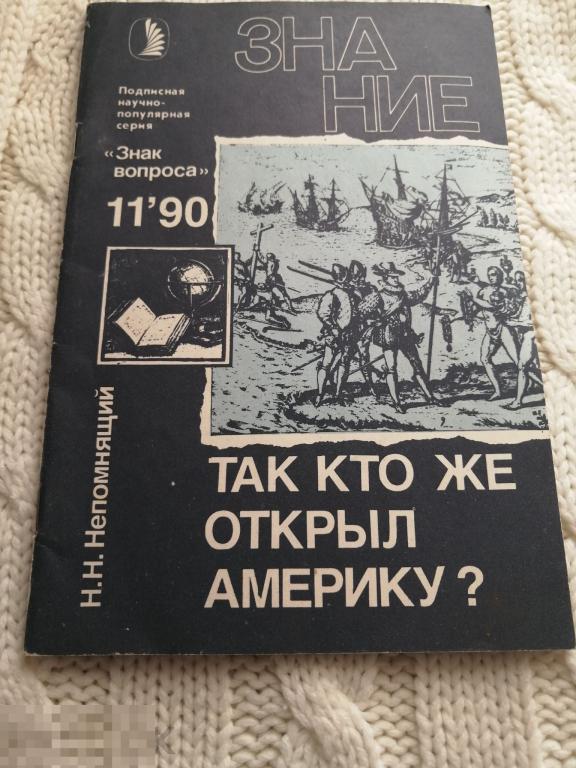 ЗНА
НИЕ
Подписная
научно-
популярная
серия
«Знак
вопроса»
11'90
Н.Н. Непомнящий
ТАК КТО ЖЕ
ОТКРЫЛ
АМЕРИКУ?